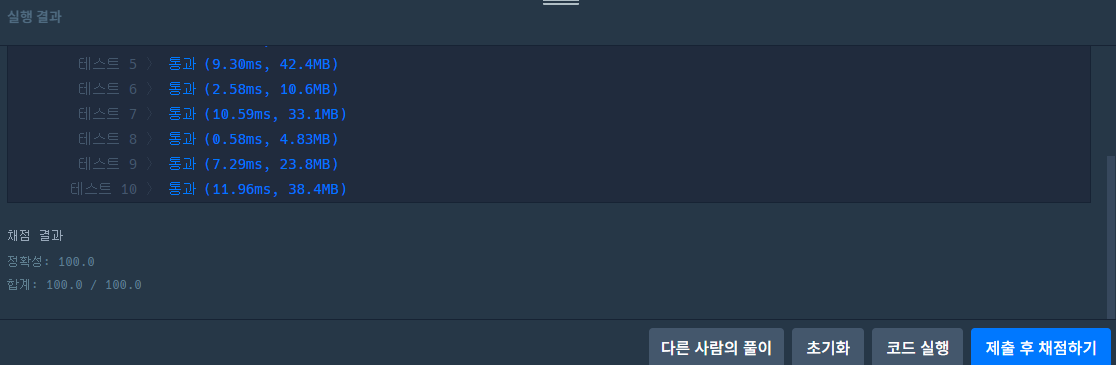 실행 결과
테스트 5 〉 통과 (9.30ms, 42.4MB)
테스트 6 〉 통과 (2.58ms, 10.6MB)
테스트 7 〉 통과 (10.59ms, 33.1MB)
테스트 8 〉 통과 (0.58ms, 4.83MB)
테스트 9 〉 통과 (7.29ms, 23.8MB)
테스트 10 〉 통과 (11.96ms, 38.4MB)
채점 결과
정확성: 100.0
합계: 100.0 / 100.0
다른 사람의 풀이 초기화 코드 실행 제출 후 채점하기